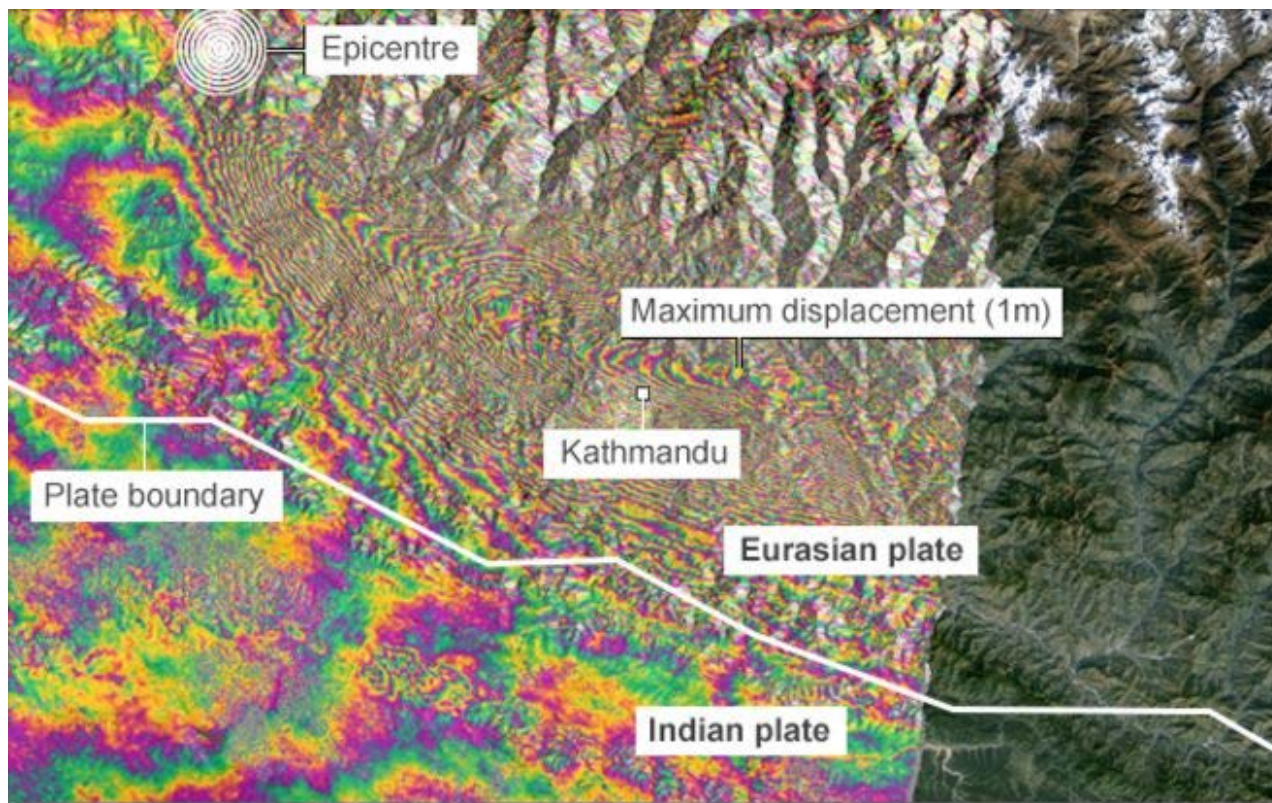 Epicentre
Maximum displacement (1m)
Kathmandu
Plate boundary
Eurasian plate
Indian plate